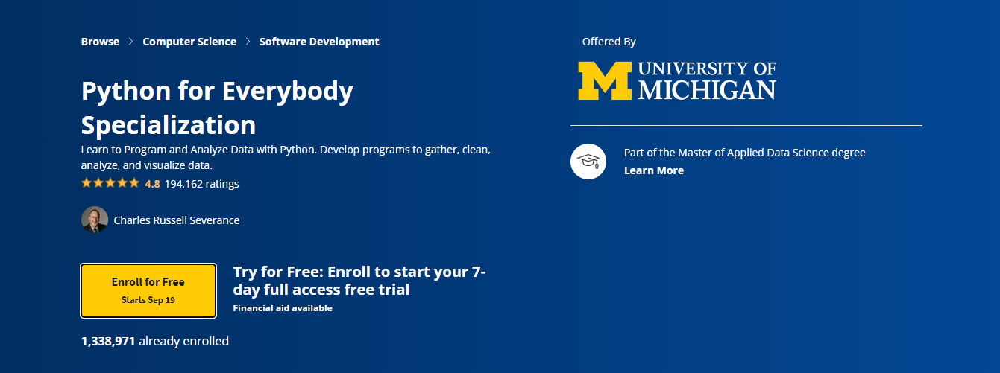 Browse > Computer Science > Software Development
Python for Everybody
Specialization
Learn to Program and Analyze Data with Python. Develop programs to gather, clean,
analyze, and visualize data.
4.8 194,162 ratings
Charles Russell Severance
Enroll for Free
Starts Sep 19
Try for Free: Enroll to start your 7-
day full access free trial
Financial aid available
1,338,971 already enrolled
Offered By
M UNIVERSITY OF
MICHIGAN
Part of the Master of Applied Data Science degree
Learn More